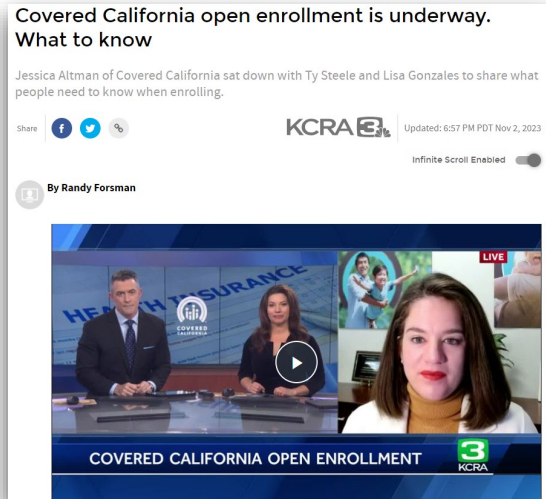 Covered California open enrollment is underway.
What to know
Jessica Altman of Covered California sat down with Ty Steele and Lisa Gonzales to share what
people need to know when enrolling.
Share
KCRA 3
Updated: 6:57 PM PDT Nov 2, 2023
Infinite Scroll Enabled
By Randy Forsman
LIVE
HEALTH INSURANCE
COVERED
CALIFORNIA
COVERED CALIFORNIA OPEN ENROLLMENT
3
KCRA